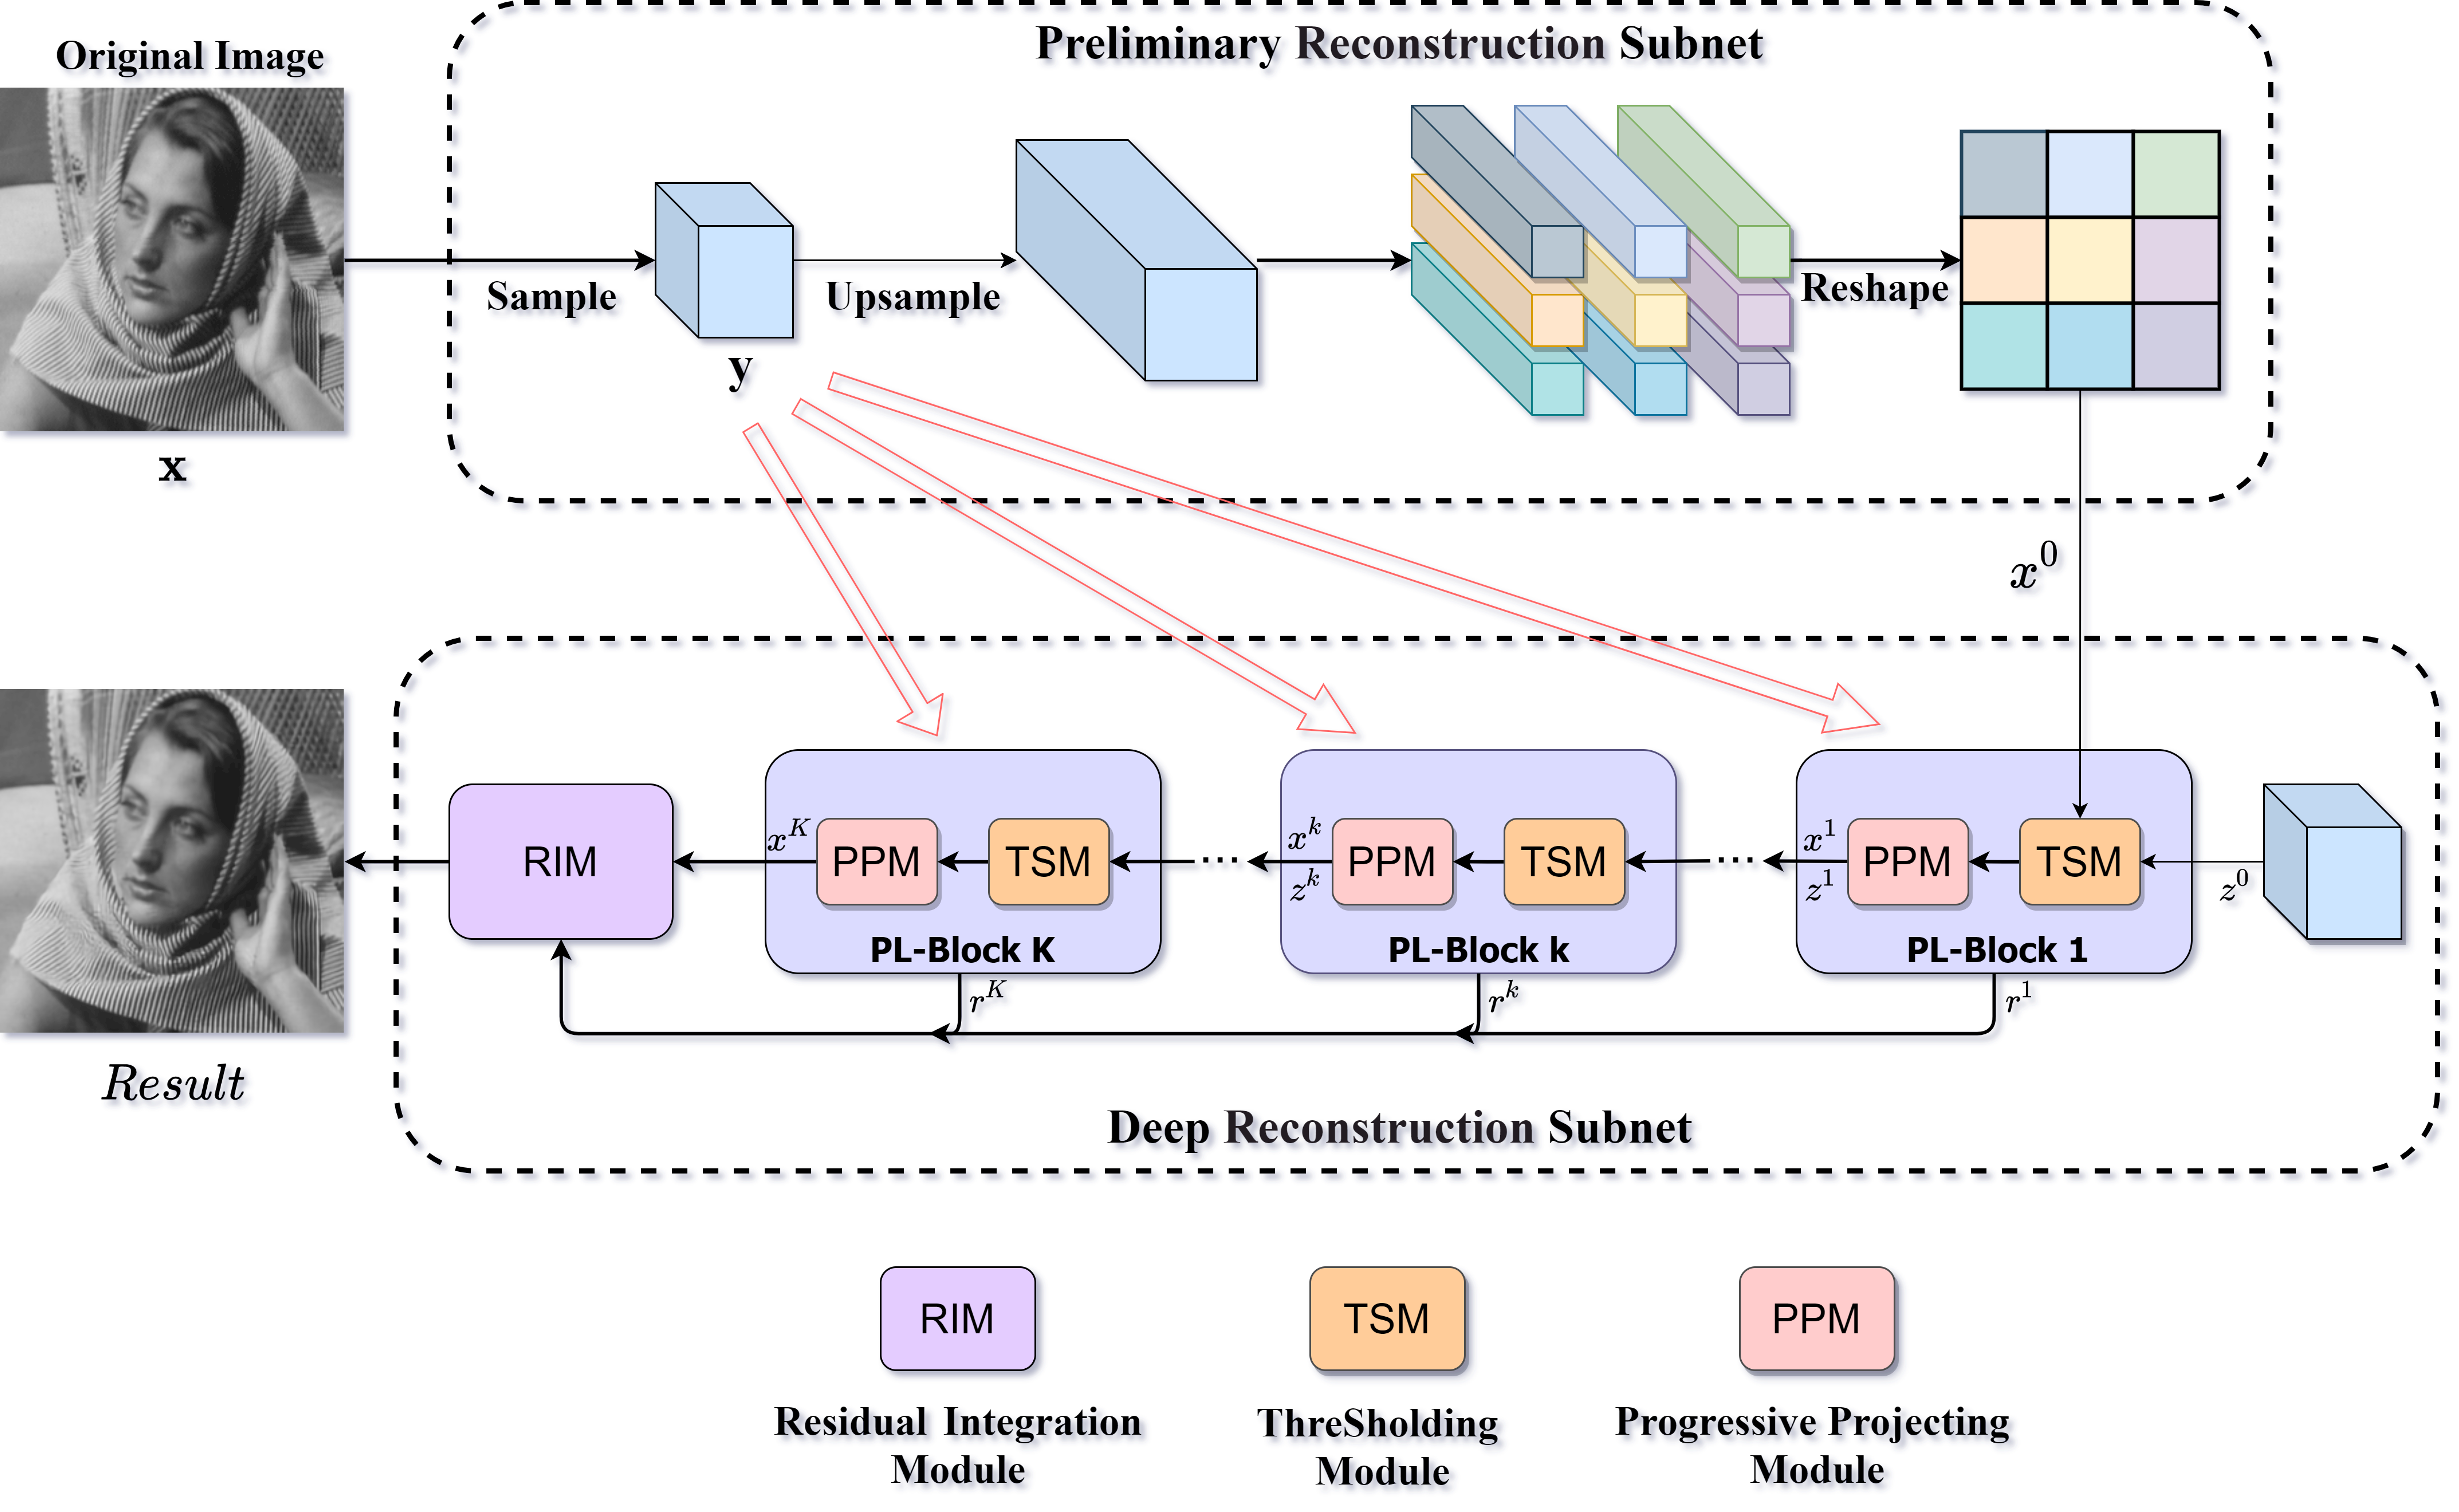 Preliminary Reconstruction Subnet
Original Image
Sample
Upsample
Reshape
y
x
x^0
x^K
PPM
TSM
PL-Block K
r^K
x^k
z^k
PPM
TSM
PL-Block k
r^k
x^1
z^1
PPM
TSM
PL-Block 1
r^1
z^0
RIM
Result
Deep Reconstruction Subnet
RIM
TSM
PPM
Residual Integration
Module
ThreSholding
Module
Progressive Projecting
Module